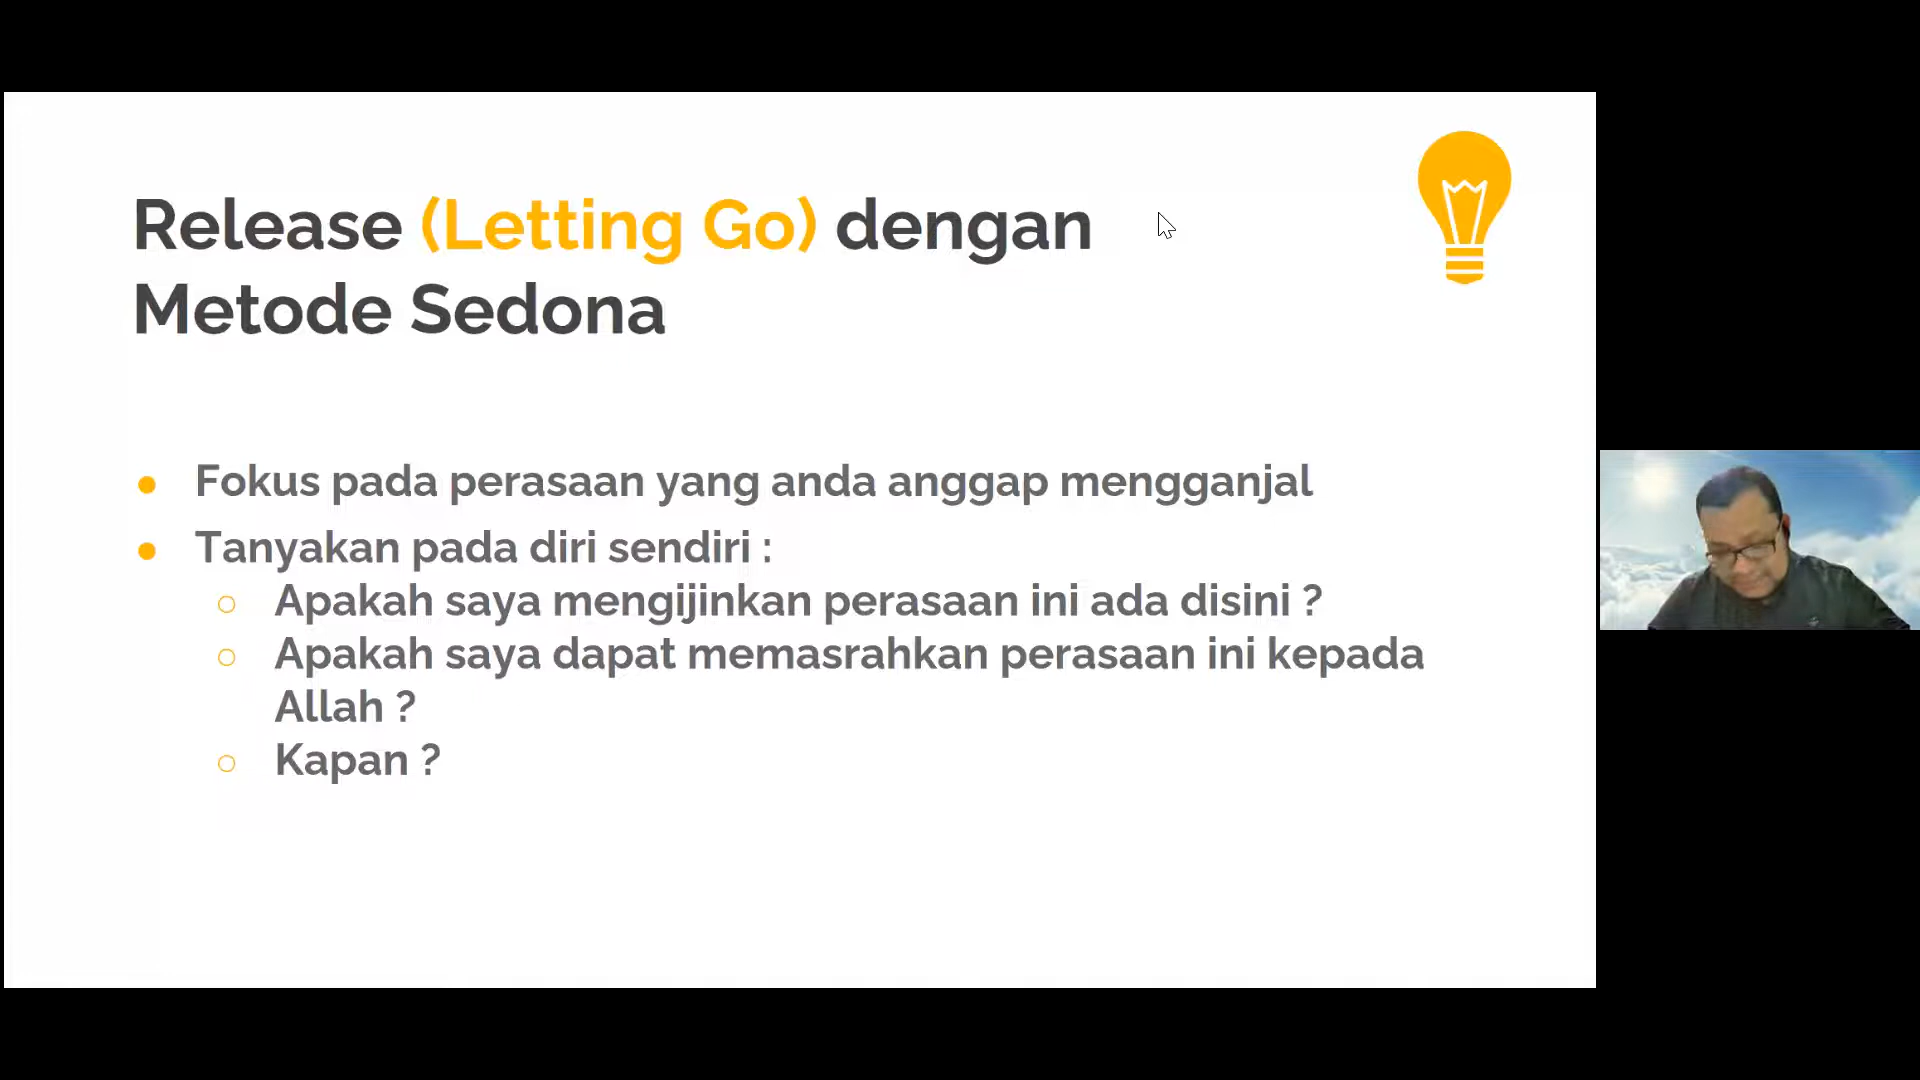 Release (Letting Go) dengan
Metode Sedona
● Fokus pada perasaan yang anda anggap mengganjal
● Tanyakan pada diri sendiri :
○ Apakah saya mengijinkan perasaan ini ada disini ?
○ Apakah saya dapat memasrahkan perasaan ini kepada
Allah ?
○ Kapan ?